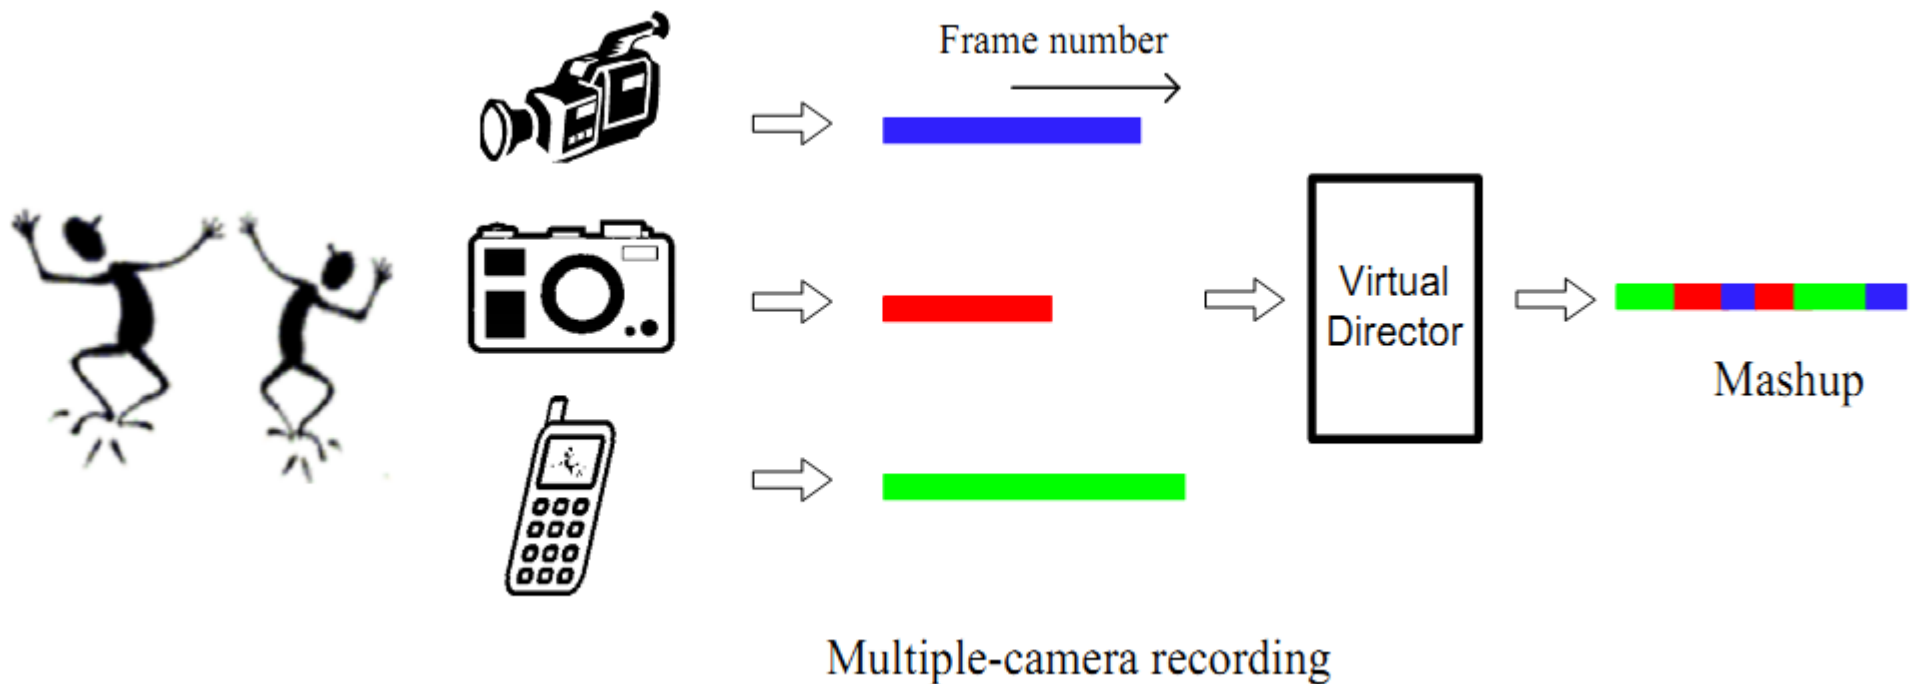 Frame number
Virtual
Director
Mashup
Multiple-camera recording